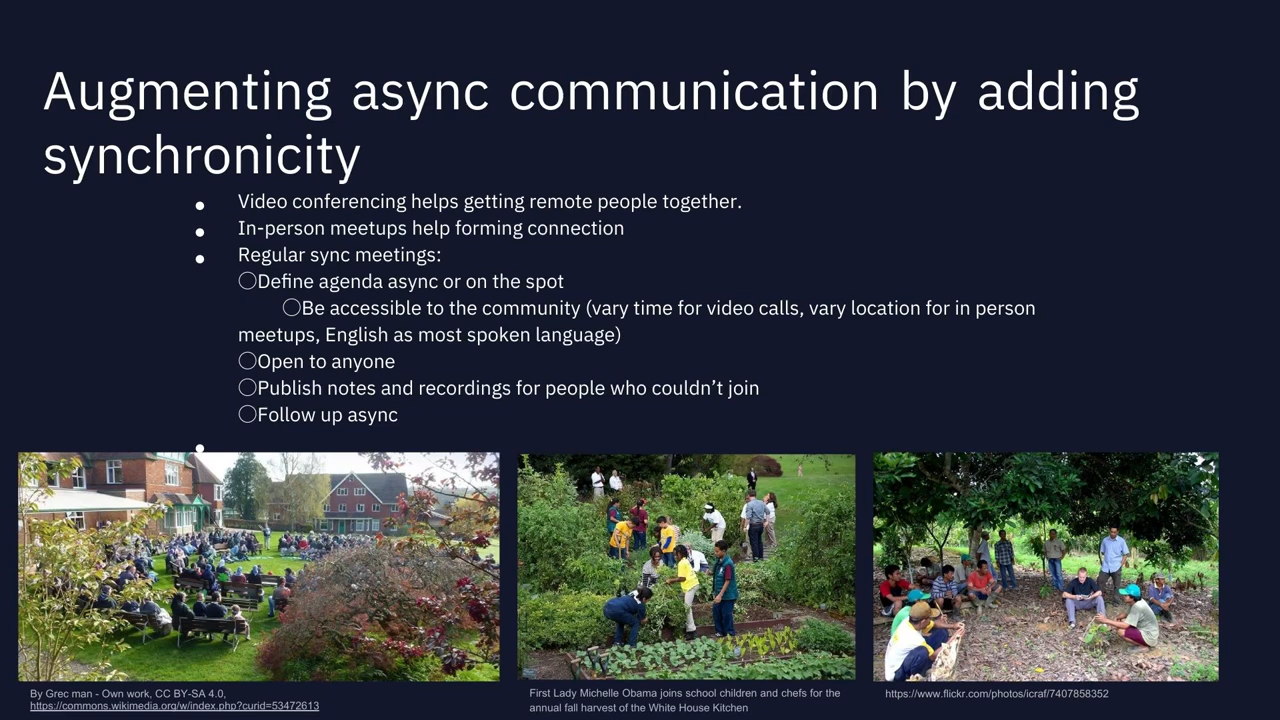 Augmenting async communication by adding
synchronicity
● Video conferencing helps getting remote people together.
● In-person meetups help forming connection
● Regular sync meetings:
○Define agenda async or on the spot
○Be accessible to the community (vary time for video calls, vary location for in person
meetups, English as most spoken language)
○Open to anyone
○Publish notes and recordings for people who couldn’t join
○Follow up async
●
By Grec man - Own work, CC BY-SA 4.0,
https://commons.wikimedia.org/w/index.php?curid=53472613
First Lady Michelle Obama joins school children and chefs for the
annual fall harvest of the White House Kitchen
https://www.flickr.com/photos/icraf/7407858352